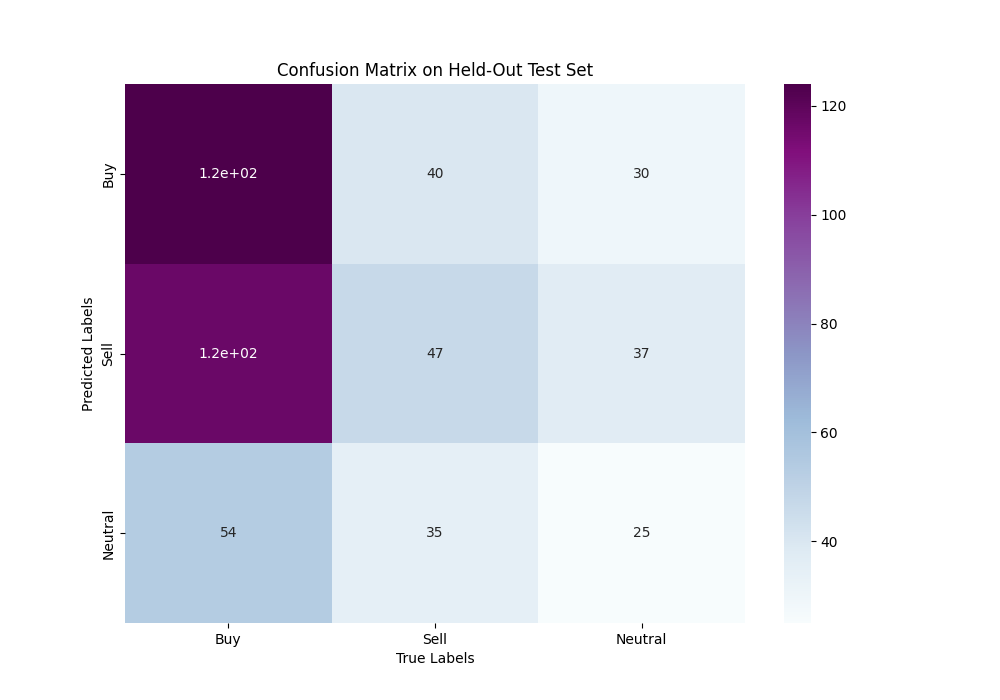 Confusion Matrix on Held-Out Test Set
Predicted Labels
Buy
1.2e+02
40
30
Sell
1.2e+02
47
37
Neutral
54
35
25
Buy
Sell
Neutral
True Labels
120
100
80
60
40